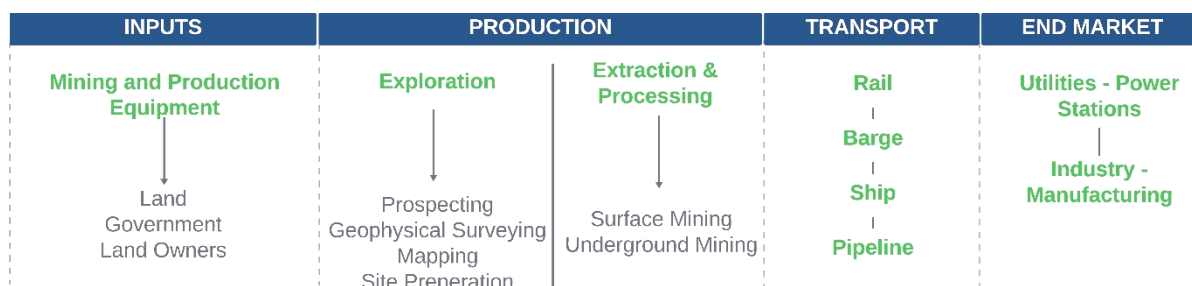 INPUTS
PRODUCTION
TRANSPORT
END MARKET
Mining and Production
Equipment
Land
Government
Land Owners
Exploration
Prospecting
Geophysical Surveying
Mapping
Site Preperation
Extraction &
Processing
Surface Mining
Underground Mining
Rail
Barge
Ship
Pipeline
Utilities - Power
Stations
Industry -
Manufacturing